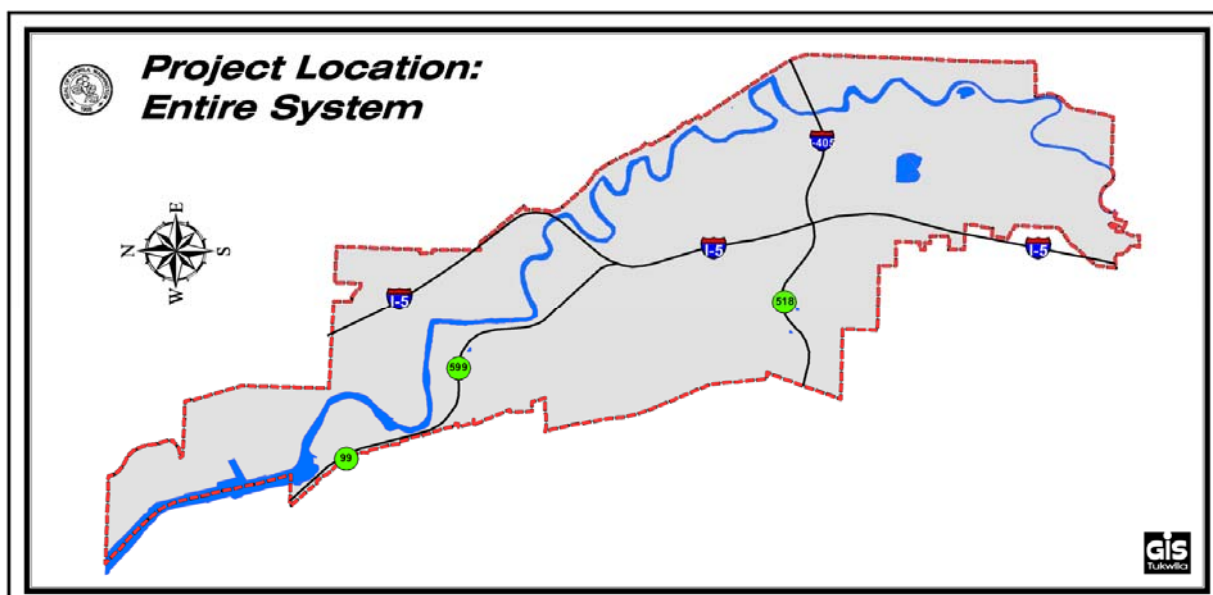 Project Location:
Entire System
E
N
S
W
I-405
I-5
I-5
I-5
518
599
99
GIS
Tukwila